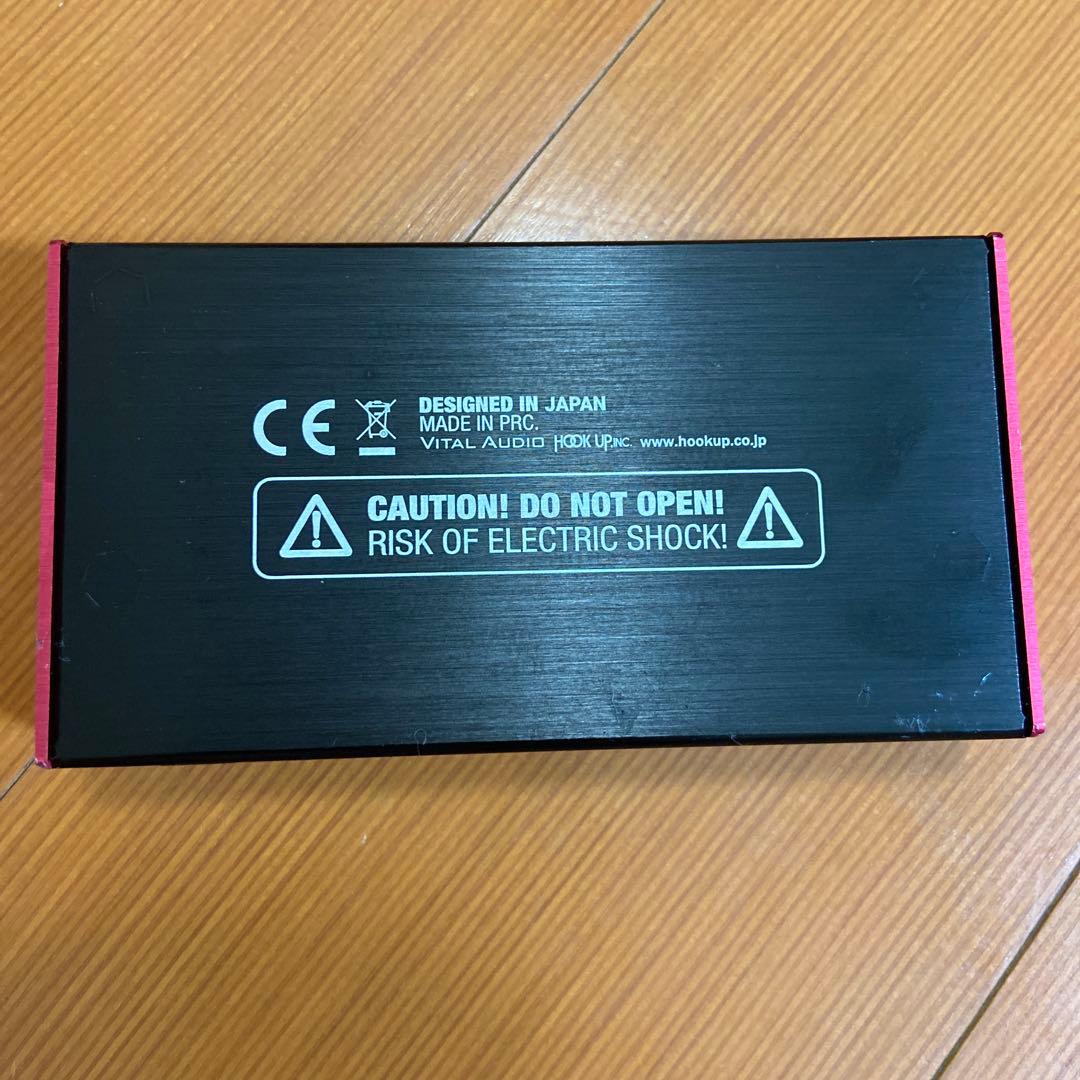 CE DESIGNED IN JAPAN
MADE IN PRC.
VITAL AUDIO HOOK UP,INC. www.hookup.co.jp
CAUTION! DO NOT OPEN!
RISK OF ELECTRIC SHOCK!